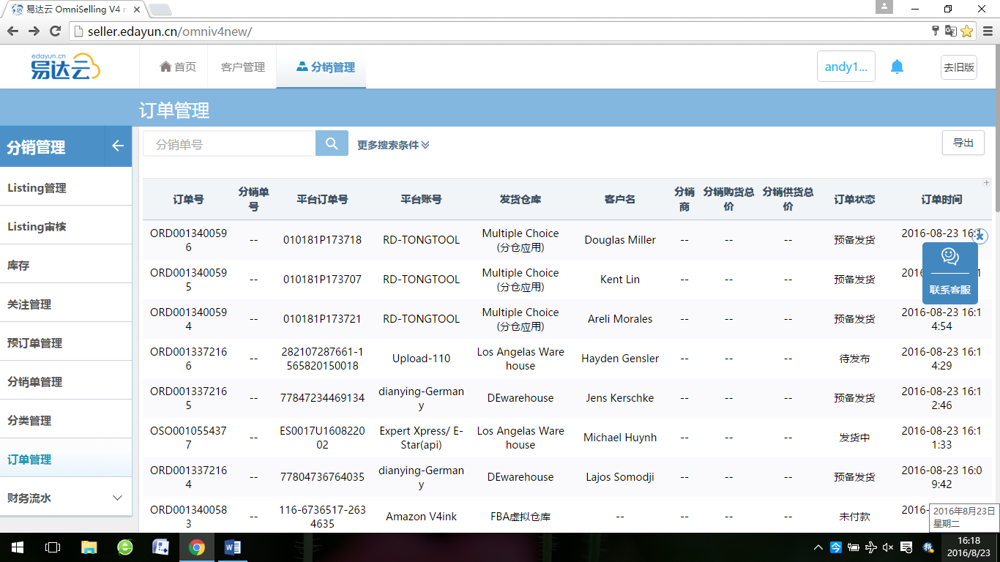 易达云 OmniSelling V4 n
seller.edayun.cn/omniv4new/
edayun.cn
易达云
首页
客户管理
分销管理
andy1...
去旧版
订单管理
分销管理
分销单号
更多搜索条件
导出
Listing管理
Listing审核
库存
关注管理
预订单管理
分销单管理
分类管理
订单管理
财务流水
订单号 分销单号 平台订单号 平台账号 发货仓库 客户名 分销商 分销购货总价 分销供货总价 订单状态 订单时间
ORD0013400596 -- 010181P173718 RD-TONGTOOL Multiple Choice (分仓应用) Douglas Miller -- -- -- 预备发货 2016-08-23 16:1
ORD0013400595 -- 010181P173707 RD-TONGTOOL Multiple Choice (分仓应用) Kent Lin -- -- -- 预备发货 2016
ORD0013400594 -- 010181P173721 RD-TONGTOOL Multiple Choice (分仓应用) Areli Morales -- -- -- 预备发货 2016-08-23 16:14:54
ORD0013372166 -- 282107287661-1565820150018 Upload-110 Los Angelas Warehouse Hayden Gensler -- -- -- 待发布 2016-08-23 16:14:29
ORD0013372165 -- 77847234469134 dianying-Germany DEwarehouse Jens Kerschke -- -- -- 预备发货 2016-08-23 16:12:46
OSO0010554377 -- ES0017U160822002 Expert Xpress/ E-Star(api) Los Angelas Warehouse Michael Huynh -- -- -- 发货中 2016-08-23 16:11:33
ORD0013372164 -- 77804736764035 dianying-Germany DEwarehouse Lajos Somodji -- -- -- 预备发货 2016-08-23 16:09:42
ORD0013400583 -- 116-6736517-2634635 Amazon V4ink FBA虚拟仓库 -- -- -- -- 未付款 2016-
联系客服
2016年8月23日
星期二
16:18
2016/8/23